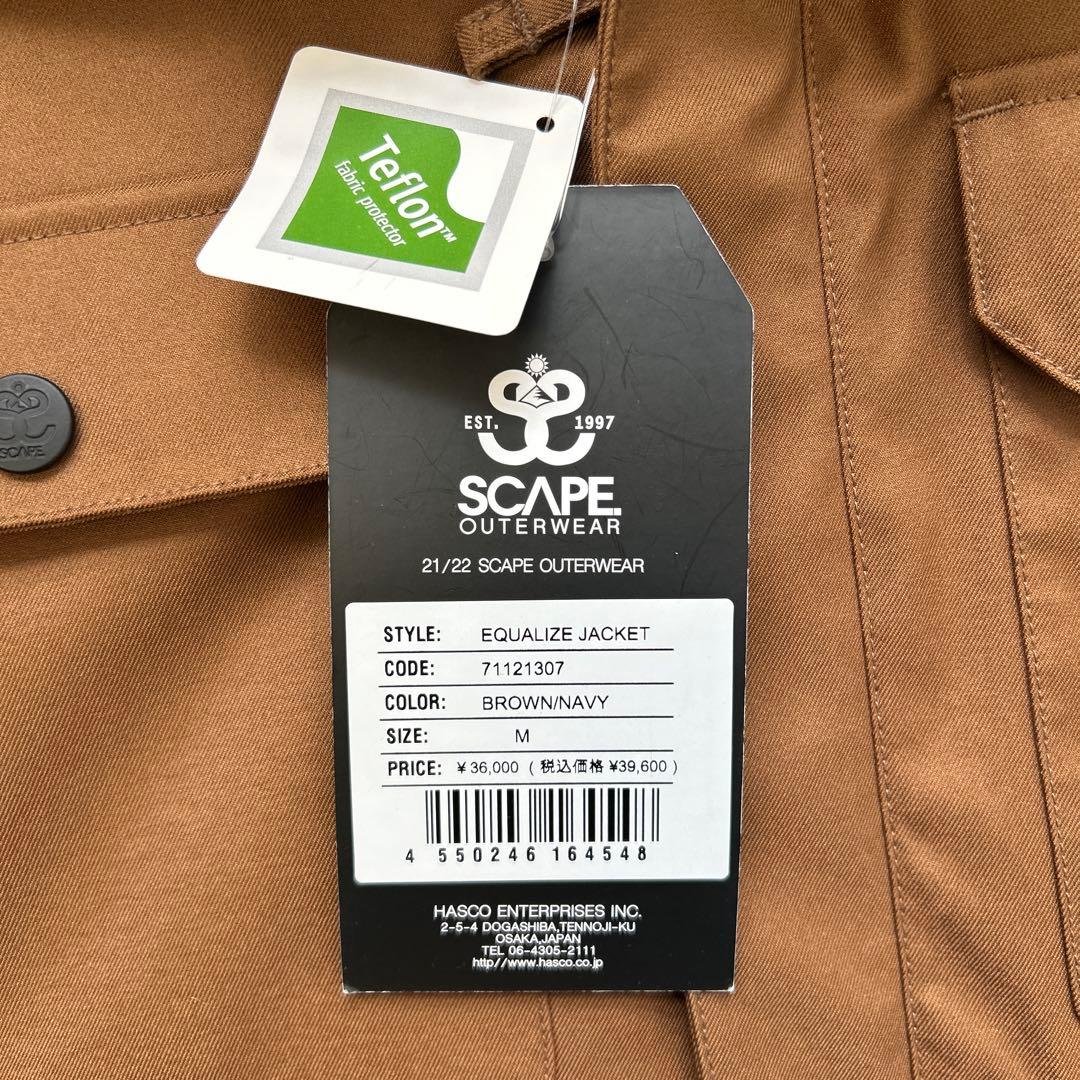 Teflon™
fabric protector
EST. 1997
SCAPE.
OUTERWEAR
21/22 SCAPE OUTERWEAR
STYLE: EQUALIZE JACKET
CODE: 71121307
COLOR: BROWN/NAVY
SIZE: M
PRICE: ¥36,000 (税込価格 ¥39,600)
4 550246 164548
HASCO ENTERPRISES INC.
2-5-4 DOGASHIBA,TENNOJI-KU
OSAKA,JAPAN
TEL 06-4305-2111
http://www.hasco.co.jp
SCAPE.